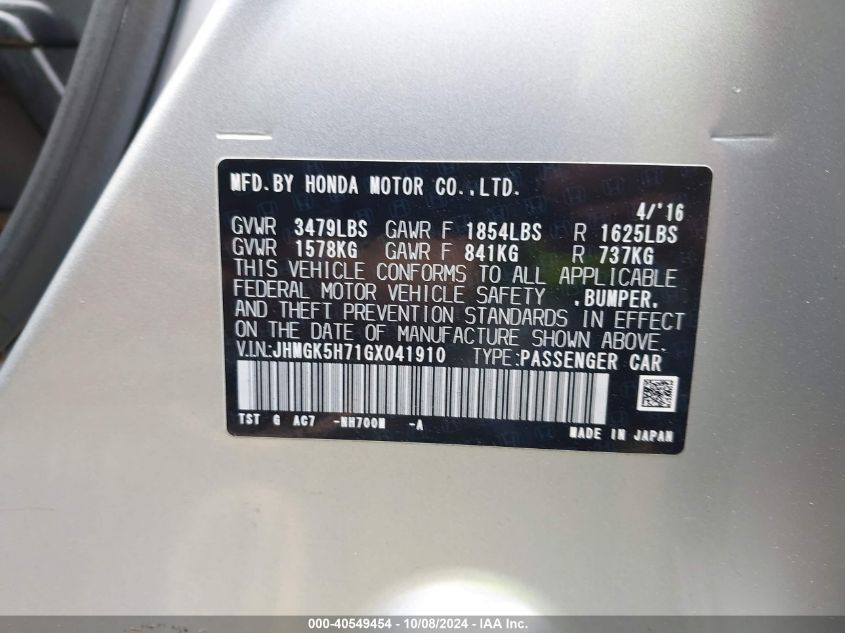 MFD.BY HONDA MOTOR CO.,LTD.
4/'16
GVWR 3479LBS GAWR F 1854LBS R 1625LBS
GVWR 1578KG GAWR F 841KG R 737KG
THIS VEHICLE CONFORMS TO ALL APPLICABLE
FEDERAL MOTOR VEHICLE SAFETY ,BUMPER,
AND THEFT PREVENTION STANDARDS IN EFFECT
ON THE DATE OF MANUFACTURE SHOWN ABOVE.
V.IN:JHMGK5H71GX041910 TYPE:PASSENGER CAR
TST G AC7 -NH700M -A
MADE IN JAPAN
000-40549454 - 10/08/2024 - IAA Inc.